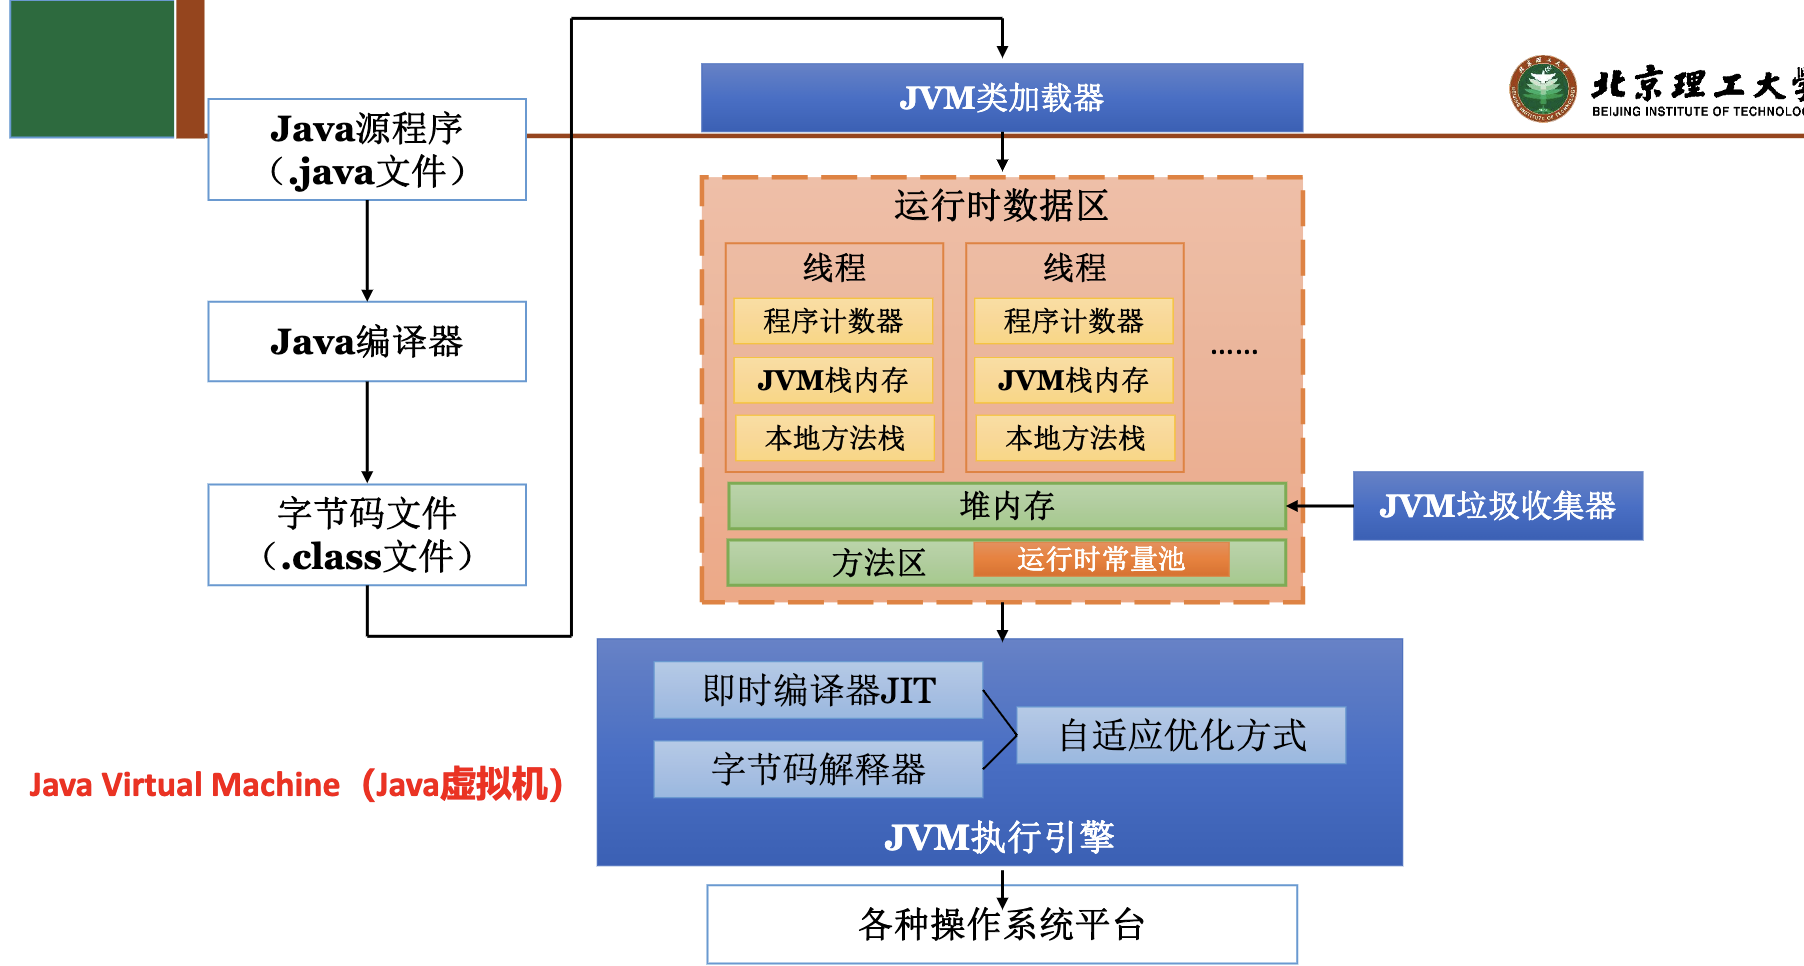 Java源程序
（.java文件）
Java编译器
字节码文件
（.class文件）
Java Virtual Machine（Java虚拟机）
JVM类加载器
运行时数据区
线程
程序计数器
JVM栈内存
本地方法栈
线程
程序计数器
JVM栈内存
本地方法栈
......
堆内存
方法区
运行时常量池
JVM垃圾收集器
即时编译器JIT
字节码解释器
自适应优化方式
JVM执行引擎
各种操作系统平台
北京理工大学
BEIJING INSTITUTE OF TECHNOLO